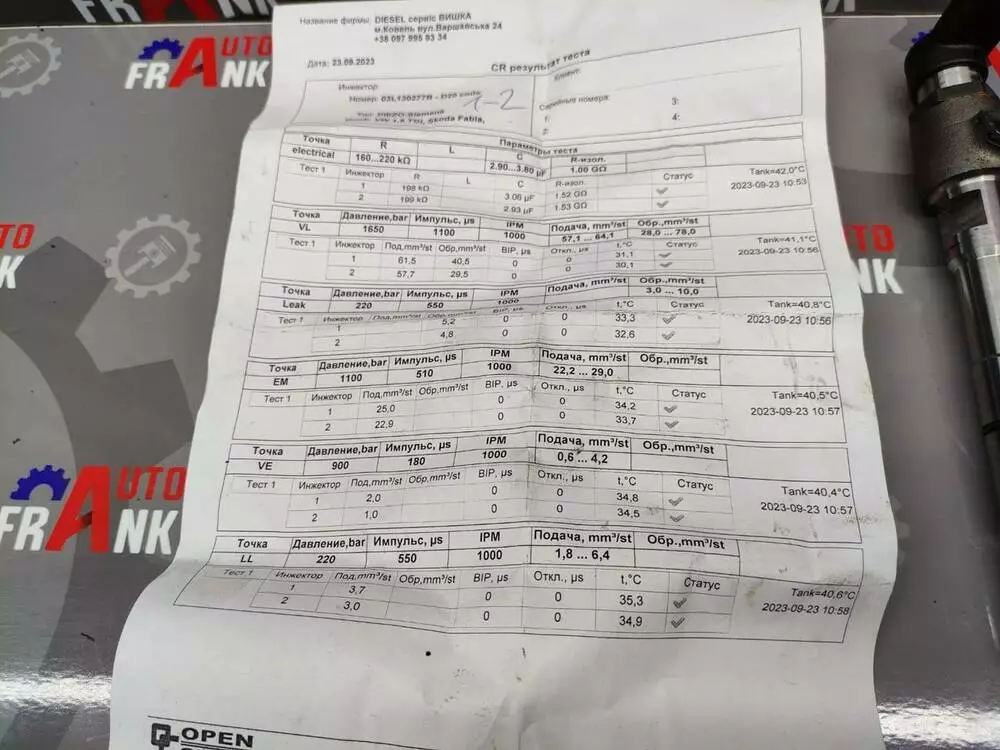 Название фирмы: DIESEL сервіс ВИШКА
м.Ковель вул.Варшавська 24
+38 097 995 83 34
Дата: 23.09.2023
CR результат теста
Инжектор
Номер: 03L130277B -
1-2
Клиент:
Серийные номера:
1: 3:
2: 4:
Skoda Fabia,
Параметры теста
Точка R L C R-изол.
electrical 160...220 kΩ 2.90...3.60 µF 1.00 GΩ
Тест 1 Инжектор R L C R-изол. Статус Tank=42,0°C
1 198 kΩ 3.06 µF 1.52 GΩ 2023-09-23 10:53
2 199 kΩ 2.93 µF 1.53 GΩ
Точка Давление,bar Импульс, µs IPM Подача, mm³/st Обр.,mm³/st
VL 1650 1100 1000 57,1 ... 64,1 28,0 ... 78,0
Тест 1 Инжектор Под,mm³/st Обр,mm³/st BIP, µs Откл., µs t,°C Статус Tank=41,1°C
1 61,5 40,5 0 0 31,1 2023-09-23 10:56
2 57,7 29,5 0 0 30,1
Точка Давление,bar Импульс, µs IPM Подача, mm³/st Обр.,mm³/st
Leak 220 550 1000 3,0 ... 10,0
Тест 1 Инжектор Под,mm³/st Обр,mm³/st BIP, µs Откл., µs t,°C Статус Tank=40,8°C
1 5,2 0 0 33,3 2023-09-23 10:56
2 4,8 0 0 32,6
Точка Давление,bar Импульс, µs IPM Подача, mm³/st Обр.,mm³/st
EM 1100 510 1000 22,2 ... 29,0
Тест 1 Инжектор Под,mm³/st Обр,mm³/st BIP, µs Откл., µs t,°C Статус Tank=40,5°C
1 25,0 0 0 34,2 2023-09-23 10:57
2 22,9 0 0 33,7
Точка Давление,bar Импульс, µs IPM Подача, mm³/st Обр.,mm³/st
VE 900 180 1000 0,6 ... 4,2
Тест 1 Инжектор Под,mm³/st Обр,mm³/st BIP, µs Откл., µs t,°C Статус Tank=40,4°C
1 2,0 0 0 34,8 2023-09-23 10:57
2 1,0 0 0 34,5
Точка Давление,bar Импульс, µs IPM Подача, mm³/st Обр.,mm³/st
LL 220 550 1000 1,8 ... 6,4
Тест 1 Инжектор Под,mm³/st Обр,mm³/st BIP, µs Откл., µs t,°C Статус Tank=40,6°C
1 3,7 0 0 35,3 2023-09-23 10:58
2 3,0 0 0 34,9
OPEN
AUTO
FRANK
AUTO
FRANK
TO
NK
TO
NK